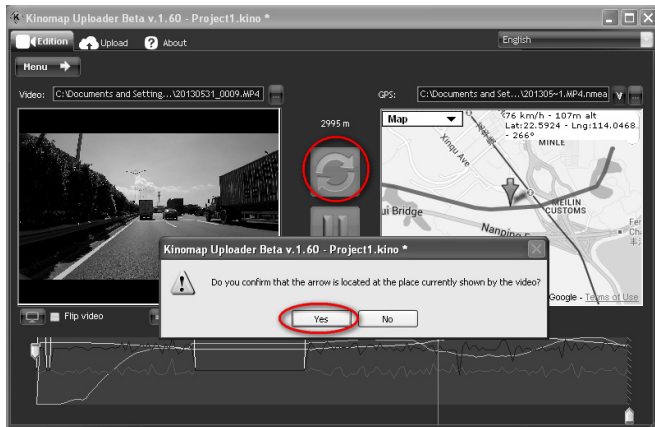 Kinomap Uploader Beta v.1.60 - Project1.kino *
Edition Upload ? About English
Menu
Video: C:\Documents and Setting...\20130531_0009.MP4 ...
GPS: C:\Documents and Set...\201305~1.MP4.nmea ...
2995 m
Map
76 km/h - 107m alt
Lat:22.5924 - Lng:114.0468
- 266°
MINLE
Xinqu Ave
MEILIN
CUSTOMS
ui Bridge
Nanping
Fer
Ch
Kinomap Uploader Beta v.1.60 - Project1.kino *
Do you confirm that the arrow is located at the place currently shown by the video?
Yes No
Google - Terms of Use
Flip video